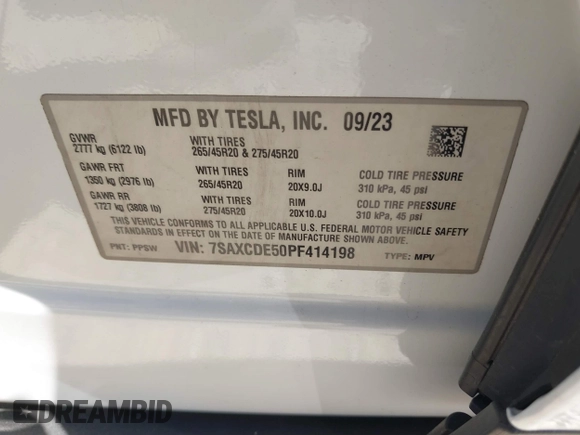 MFD BY TESLA, INC. 09/23
GVWR
2777 kg (6122 lb)
WITH TIRES
265/45R20 & 275/45R20
GAWR FRT
1350 kg (2976 lb)
WITH TIRES
265/45R20
RIM
20X9.0J
COLD TIRE PRESSURE
310 kPa, 45 psi
GAWR RR
1727 kg (3808 lb)
WITH TIRES
275/45R20
RIM
20X10.0J
COLD TIRE PRESSURE
310 kPa, 45 psi
THIS VEHICLE CONFORMS TO ALL APPLICABLE U.S. FEDERAL MOTOR VEHICLE SAFETY
STANDARDS IN EFFECT ON THE DATE OF MANUFACTURE SHOWN ABOVE.
PNT: PPSW
VIN: 7SAXCDE50PF414198
TYPE: MPV
DREAMBID